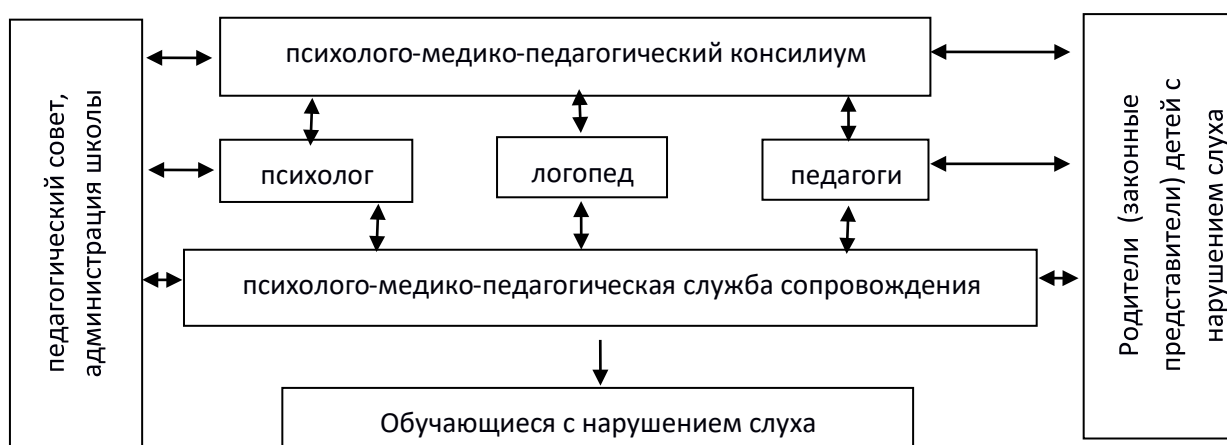 педагогический совет,
администрация школы
психолого-медико-педагогический консилиум
психолог
логопед
педагоги
психолого-медико-педагогическая служба сопровождения
Обучающиеся с нарушением слуха
Родители (законные
представители) детей с
нарушением слуха